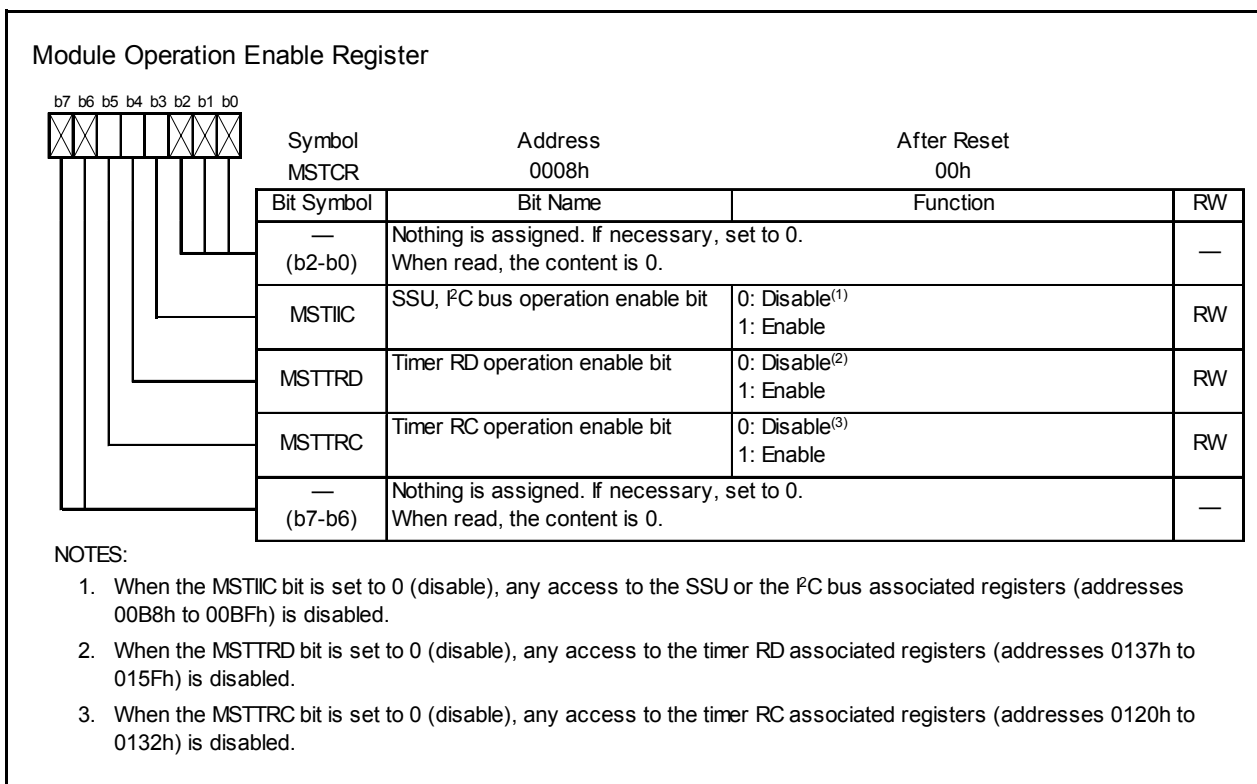 Module Operation Enable Register
b7 b6 b5 b4 b3 b2 b1 b0
Symbol Address After Reset
MSTCR 0008h 00h
Bit Symbol Bit Name Function RW
— Nothing is assigned. If necessary, set to 0.
(b2-b0) When read, the content is 0. —
MSTIIC SSU, I²C bus operation enable bit 0: Disable(1) RW
1: Enable
MSTTRD Timer RD operation enable bit 0: Disable(2) RW
1: Enable
MSTTRC Timer RC operation enable bit 0: Disable(3) RW
1: Enable
— Nothing is assigned. If necessary, set to 0.
(b7-b6) When read, the content is 0. —
NOTES:
1. When the MSTIIC bit is set to 0 (disable), any access to the SSU or the I²C bus associated registers (addresses
00B8h to 00BFh) is disabled.
2. When the MSTTRD bit is set to 0 (disable), any access to the timer RD associated registers (addresses 0137h to
015Fh) is disabled.
3. When the MSTTRC bit is set to 0 (disable), any access to the timer RC associated registers (addresses 0120h to
0132h) is disabled.